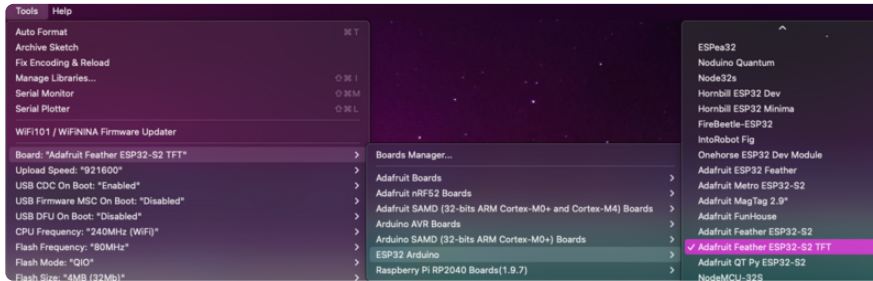 Tools Help
Auto Format ⌘T
Archive Sketch
Fix Encoding & Reload
Manage Libraries... ⇧⌘I
Serial Monitor ⇧⌘M
Serial Plotter ⇧⌘L
WiFi101 / WiFiNINA Firmware Updater
Board: "Adafruit Feather ESP32-S2 TFT"
Upload Speed: "921600"
USB CDC On Boot: "Enabled"
USB Firmware MSC On Boot: "Disabled"
USB DFU On Boot: "Disabled"
CPU Frequency: "240MHz (WiFi)"
Flash Frequency: "80MHz"
Flash Mode: "QIO"
Flash Size: "4MB (32Mb)"
Boards Manager...
Adafruit Boards
Adafruit nRF52 Boards
Adafruit SAMD (32-bits ARM Cortex-M0+ and Cortex-M4) Boards
Arduino AVR Boards
Arduino SAMD (32-bits ARM Cortex-M0+) Boards
ESP32 Arduino
Raspberry Pi RP2040 Boards(1.9.7)
ESPea32
Noduino Quantum
Node32s
Hornbill ESP32 Dev
Hornbill ESP32 Minima
FireBeetle-ESP32
IntoRobot Fig
Onehorse ESP32 Dev Module
Adafruit ESP32 Feather
Adafruit Metro ESP32-S2
Adafruit MagTag 2.9"
Adafruit FunHouse
Adafruit Feather ESP32-S2
✓ Adafruit Feather ESP32-S2 TFT
Adafruit QT Py ESP32-S2
NodeMCU-32S